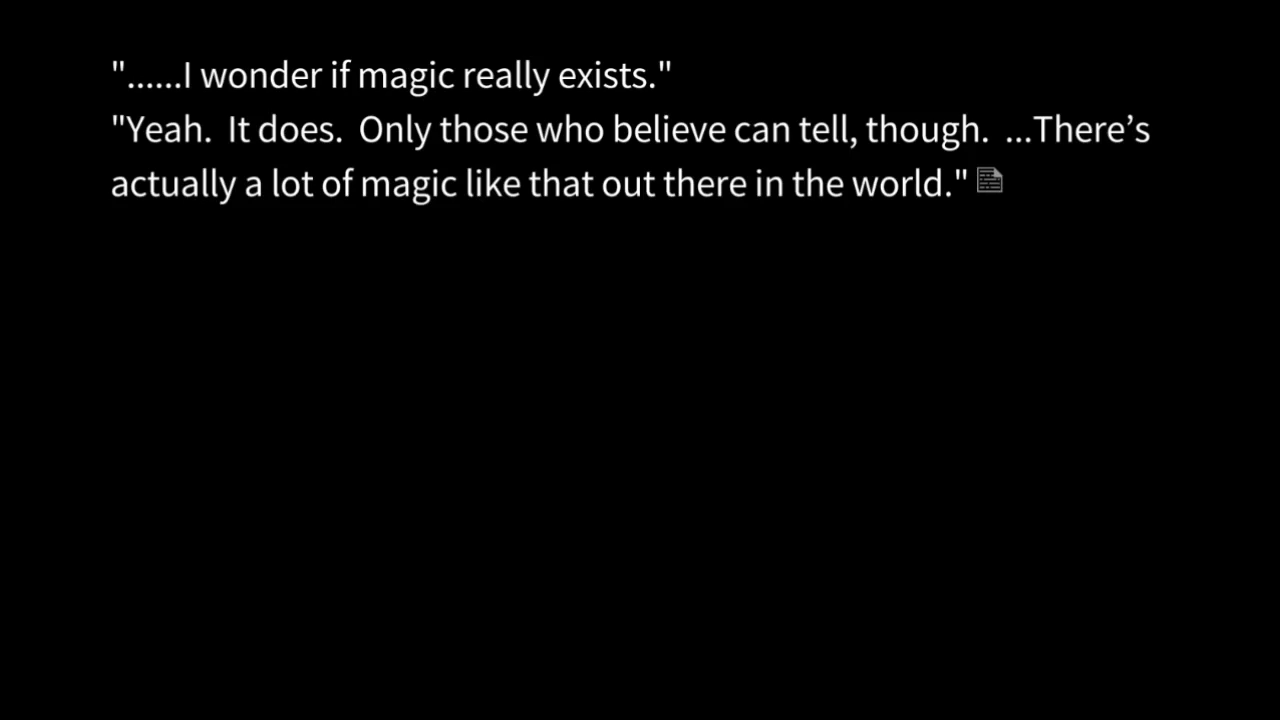 "......I wonder if magic really exists."
"Yeah.  It does.  Only those who believe can tell, though.  ...There’s
actually a lot of magic like that out there in the world."